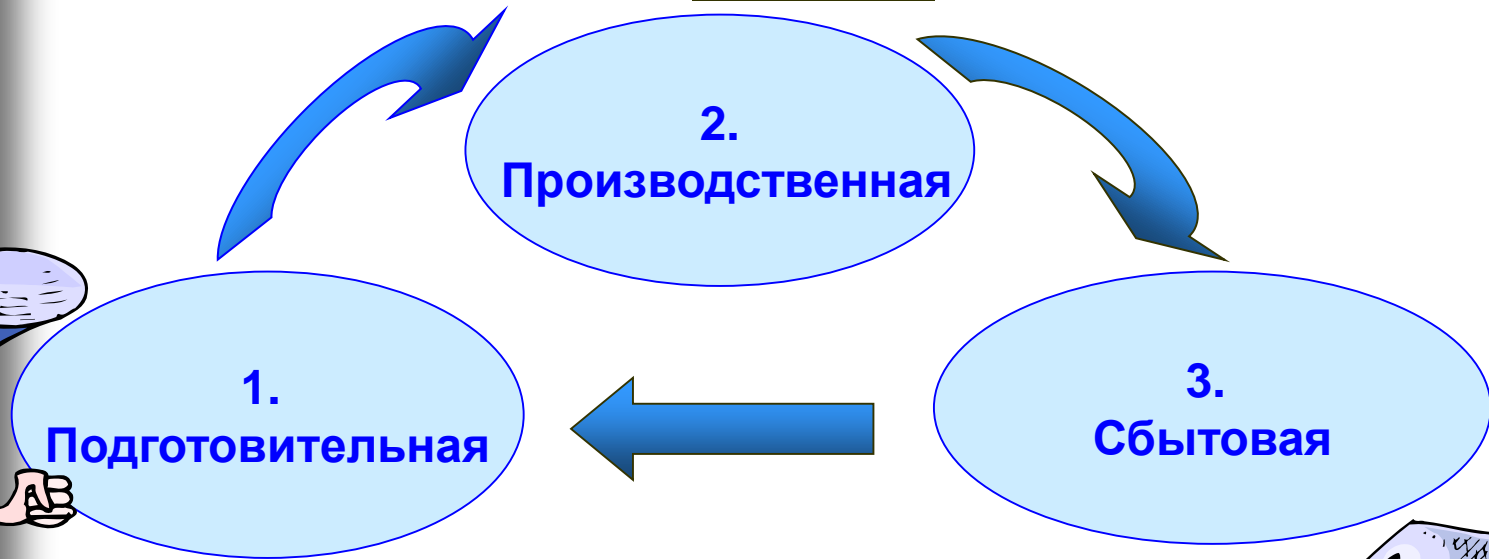 2.
Производственная
1.
Подготовительная
3.
Сбытовая